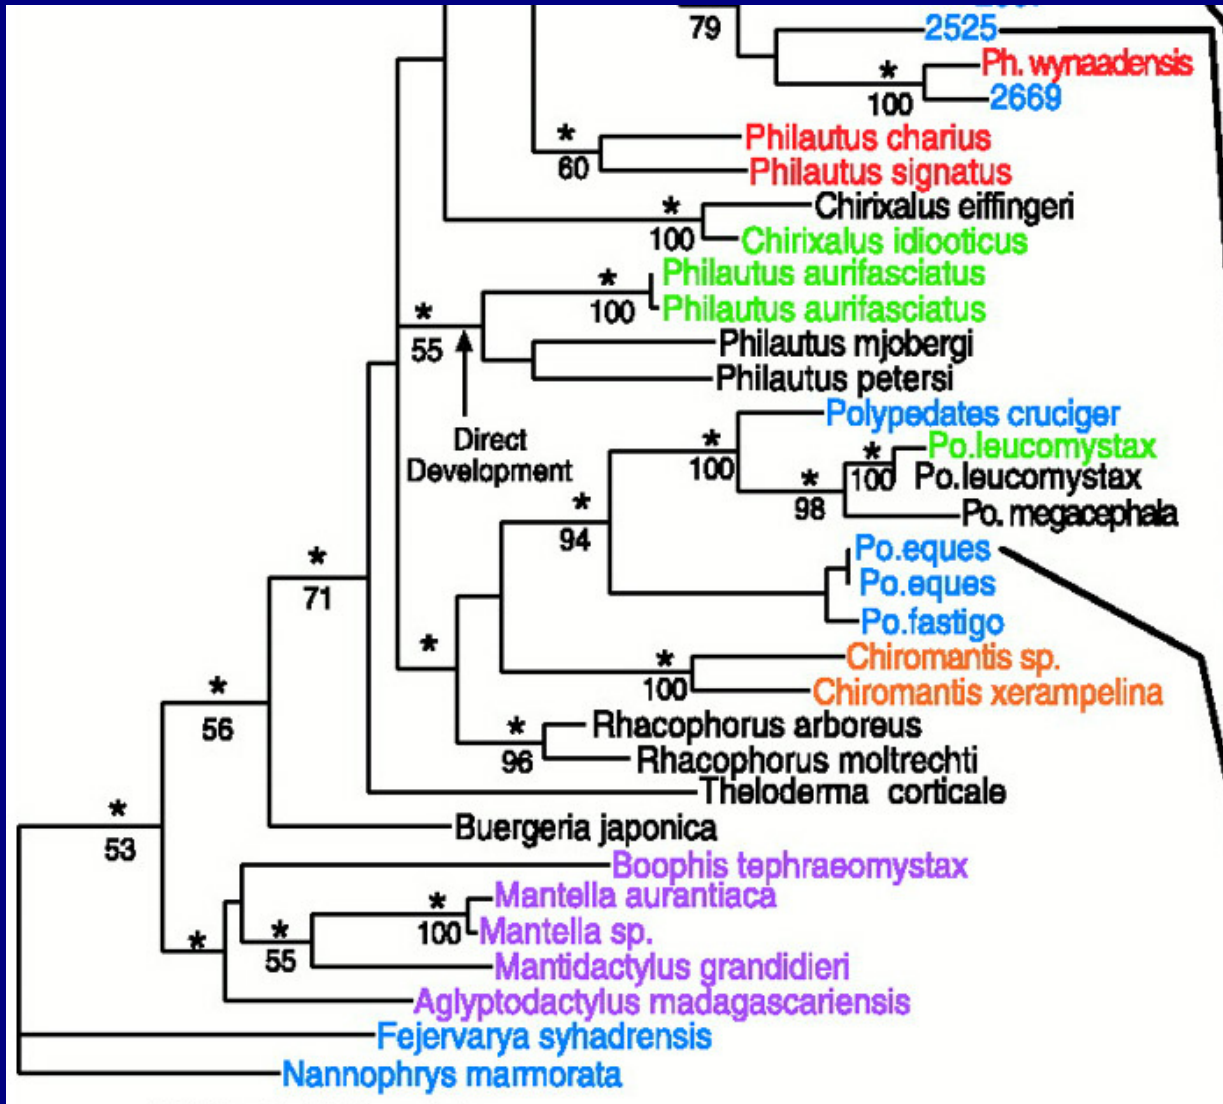 79
2525
*
Ph. wynaadensis
100
2669
*
Philautus charius
60
Philautus signatus
*
Chirixalus eiffingeri
100
Chirixalus idiooticus
*
Philautus aurifasciatus
100
Philautus aurifasciatus
*
55
Philautus mjobergi
Philautus petersi
Direct
Development
Polypedates cruciger
*
100
*
Po.leucomystax
100
Po.leucomystax
*
98
Po. megacephala
*
94
Po.eques
Po.eques
Po.fastigo
*
71
*
*
Chiromantis sp.
100
Chiromantis xerampelina
*
Rhacophorus arboreus
96
Rhacophorus moltrechti
*
56
Theloderma corticale
*
53
Buergeria japonica
Boophis tephraeomystax
*
Mantella aurantiaca
100
Mantella sp.
*
*
55
Mantidactylus grandidieri
Aglyptodactylus madagascariensis
Fejervarya syhadrensis
Nannophrys marmorata